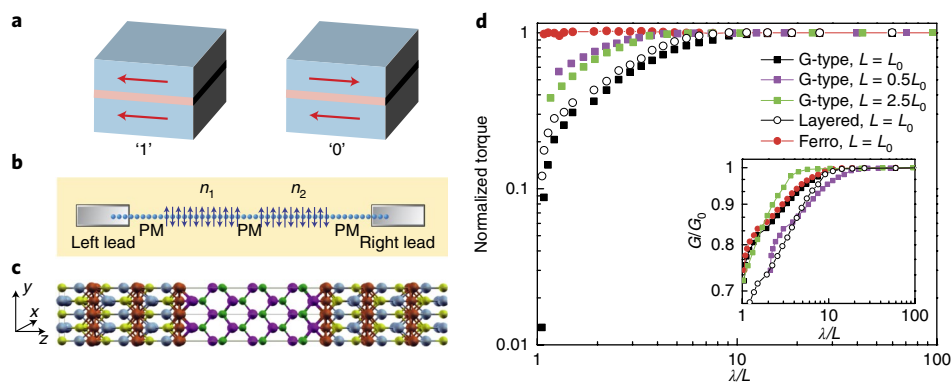 a
'1'
'0'
b
n1
n2
Left lead
PM
PM
PM
Right lead
c
y
x
z
d
Normalized torque
1
0.1
0.01
1
10
100
λ/L
G-type, L = L0
G-type, L = 0.5L0
G-type, L = 2.5L0
Layered, L = L0
Ferro, L = L0
G/G0
1
0.9
0.8
0.7
1
10
100
λ/L